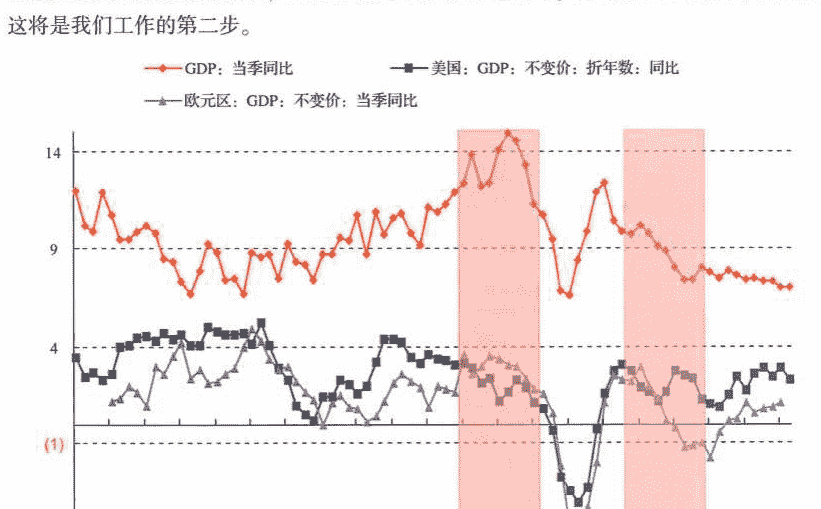 这将是我们工作的第二步。
GDP：当季同比
美国：GDP：不变价：折年数：同比
欧元区：GDP：不变价：当季同比
14
9
4
(1)